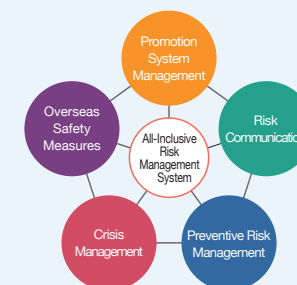 Promotion
System
Management
Overseas
Safety
Measures
All-Inclusive
Risk
Management
System
Risk
Communicatio
Crisis
Management
Preventive Risk
Management